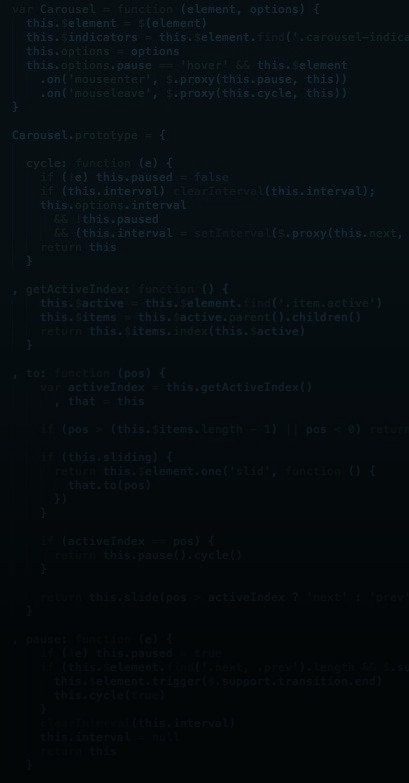 var Carousel = function (element, options) {
this.$element = $(element)
this.$indicators = this.$element.find('.carousel-indica
this.options = options
this.options.pause == 'hover' && this.$element
.on('mouseenter', $.proxy(this.pause, this))
.on('mouseleave', $.proxy(this.cycle, this))
}
Carousel.prototype = {
cycle: function (e) {
if (!e) this.paused = false
if (this.interval) clearInterval(this.interval);
this.options.interval
&& !this.paused
&& (this.interval = setInterval($.proxy(this.next,
return this
}
, getActiveIndex: function () {
this.$active = this.$element.find('.item.active')
this.$items = this.$active.parent().children()
return this.$items.index(this.$active)
}
, to: function (pos) {
var activeIndex = this.getActiveIndex()
, that = this
if (pos > (this.$items.length - 1) || pos < 0) return
if (this.sliding) {
return this.$element.one('slid', function () {
that.to(pos)
})
}
if (activeIndex == pos) {
return this.pause().cycle()
}
return this.slide(pos > activeIndex ? 'next' : 'prev'
}
, pause: function (e) {
if (!e) this.paused = true
if (this.$element.find('.next, .prev').length && $.su
this.$element.trigger($.support.transition.end)
this.cycle(true)
}
clearInterval(this.interval)
this.interval = null
return this
}